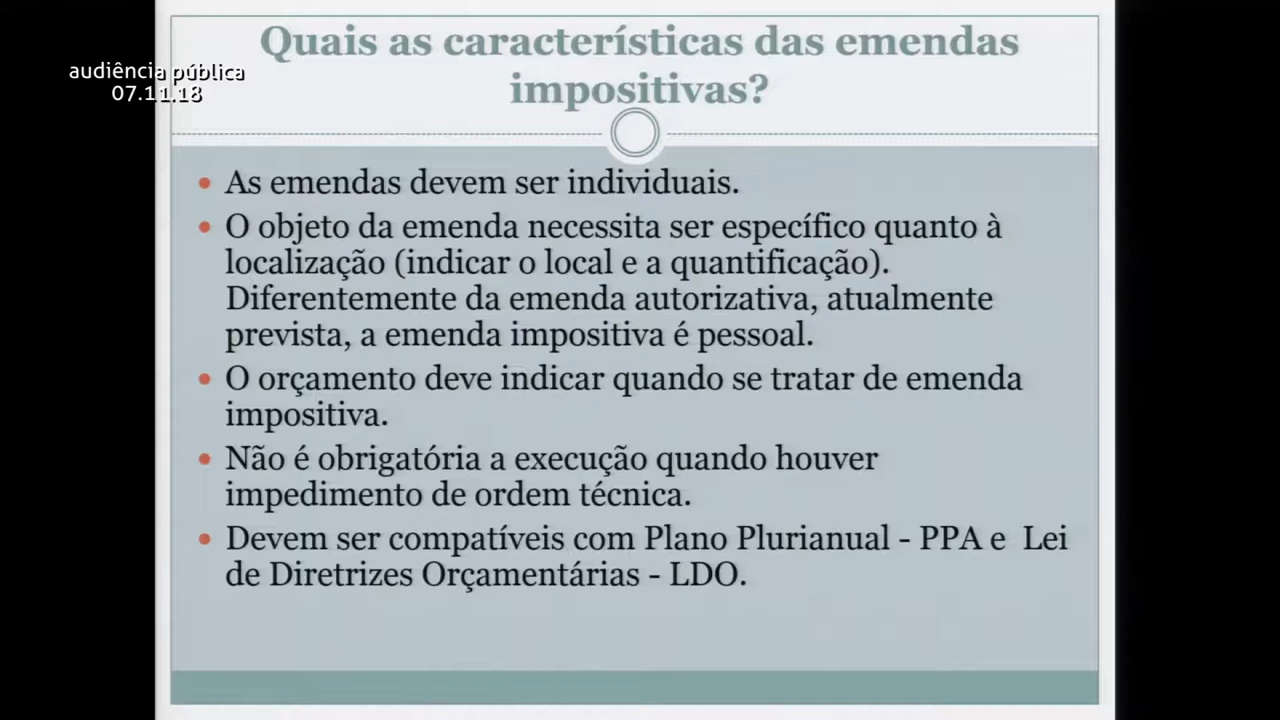 Quais as características das emendas
impositivas?
audiência pública
07.11.18
• As emendas devem ser individuais.
• O objeto da emenda necessita ser específico quanto à
localização (indicar o local e a quantificação).
Diferentemente da emenda autorizativa, atualmente
prevista, a emenda impositiva é pessoal.
• O orçamento deve indicar quando se tratar de emenda
impositiva.
• Não é obrigatória a execução quando houver
impedimento de ordem técnica.
• Devem ser compatíveis com Plano Plurianual - PPA e Lei
de Diretrizes Orçamentárias - LDO.